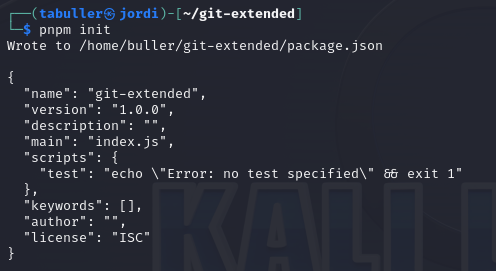 ┌──(tabuller㉿jordi)-[~/git-extended]
└─$ pnpm init
Wrote to /home/buller/git-extended/package.json

{
  "name": "git-extended",
  "version": "1.0.0",
  "description": "",
  "main": "index.js",
  "scripts": {
    "test": "echo \"Error: no test specified\" && exit 1"
  },
  "keywords": [],
  "author": "",
  "license": "ISC"
}
KALI